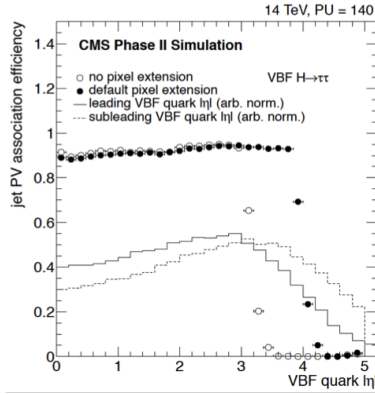 14 TeV, PU = 140
jet PV association efficiency
1.4
1.2
1
0.8
0.6
0.4
0.2
0
CMS Phase II Simulation
no pixel extension
VBF H→ττ
default pixel extension
leading VBF quark |η| (arb. norm.)
subleading VBF quark |η| (arb. norm.)
0 1 2 3 4 5
VBF quark |η|